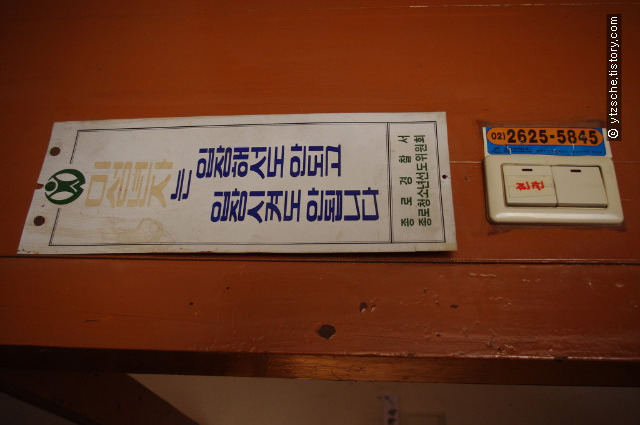 미성년자는
입장해서도 안되고
입장시켜도 안됩니다
종로경찰서
종로청소년선도위원회
02) 2625-5845
© ytzsche.tistory.com